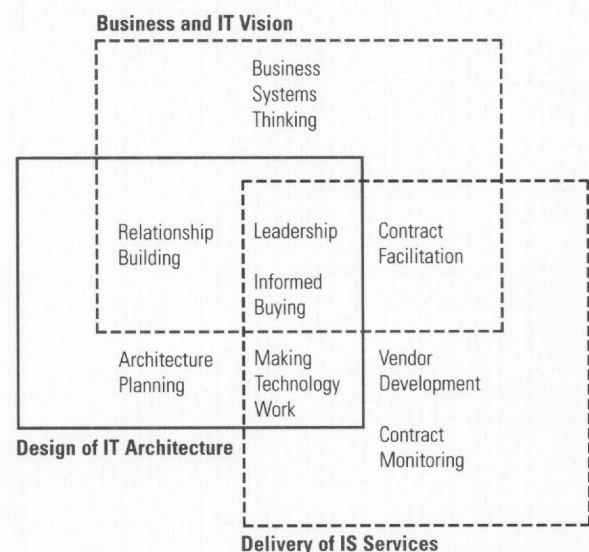 Business and IT Vision
Business
Systems
Thinking
Relationship
Building
Leadership
Informed
Buying
Contract
Facilitation
Architecture
Planning
Making
Technology
Work
Vendor
Development
Contract
Monitoring
Design of IT Architecture
Delivery of IS Services